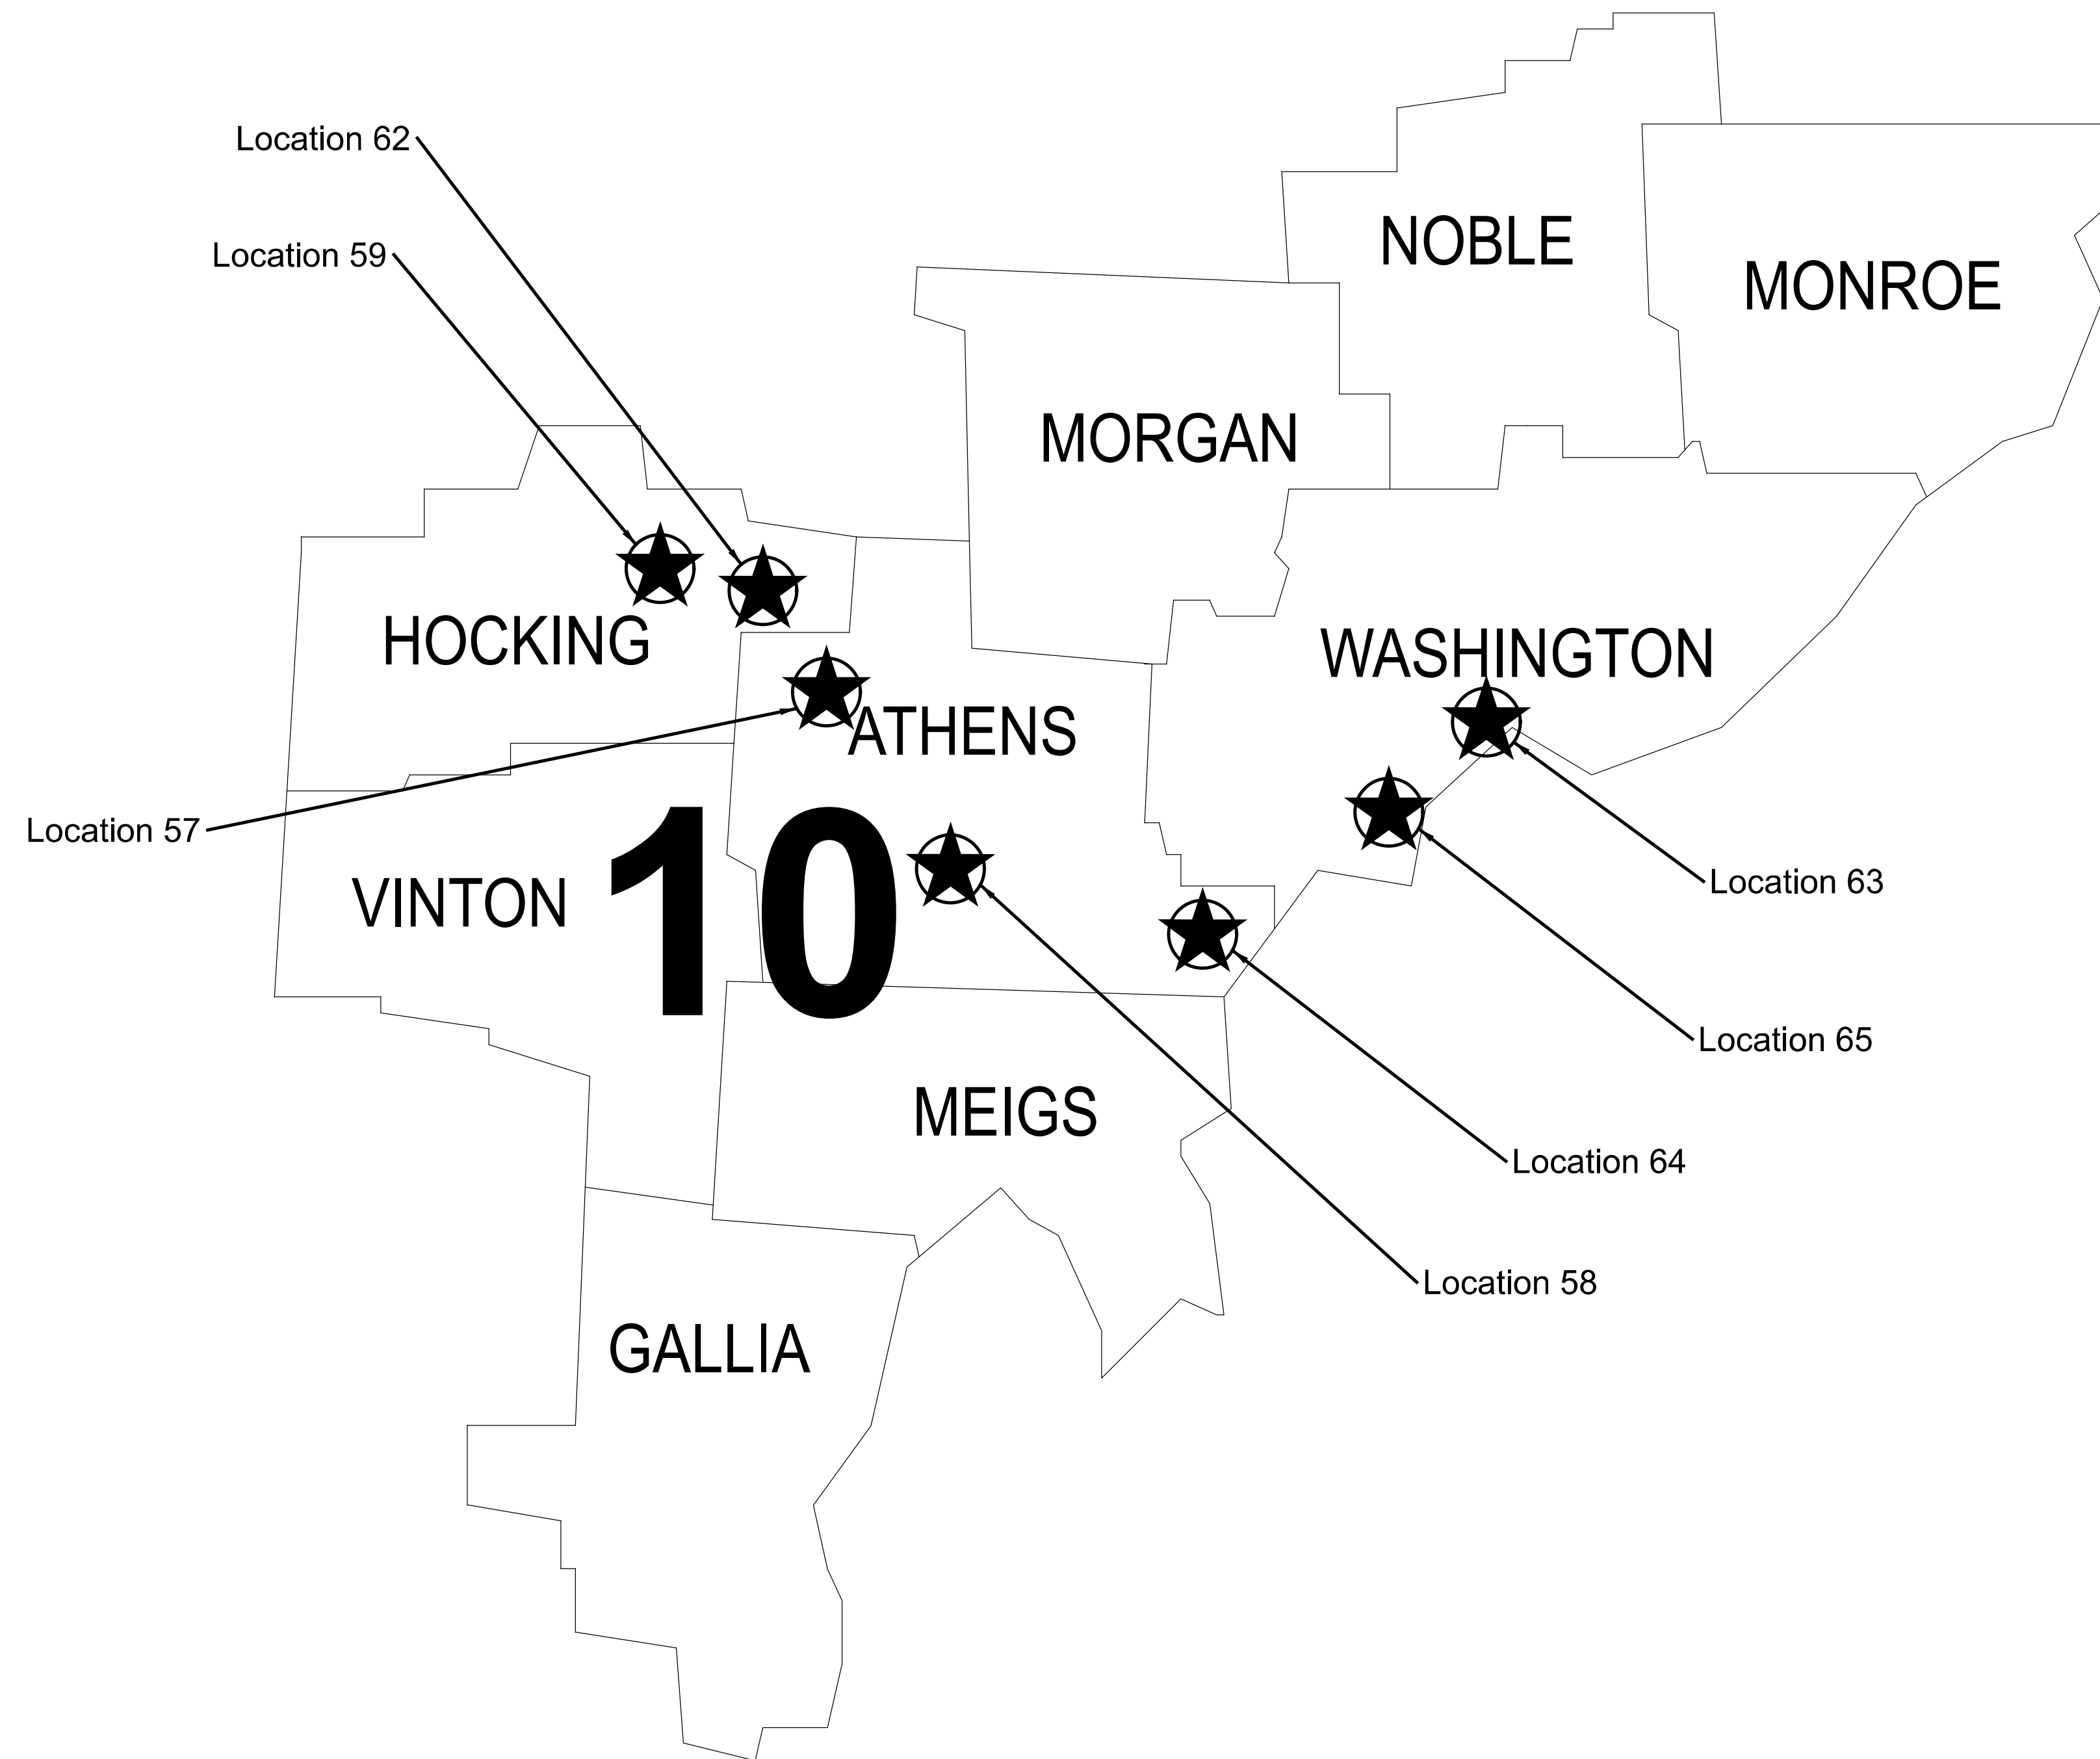 Location 62
NOBLE
Location 59
MONROE
MORGAN
HOCKING
WASHINGTON
ATHENS
Location 57
Location 63
VINTON
10
Location 65
MEIGS
Location 64
Location 58
GALLIA